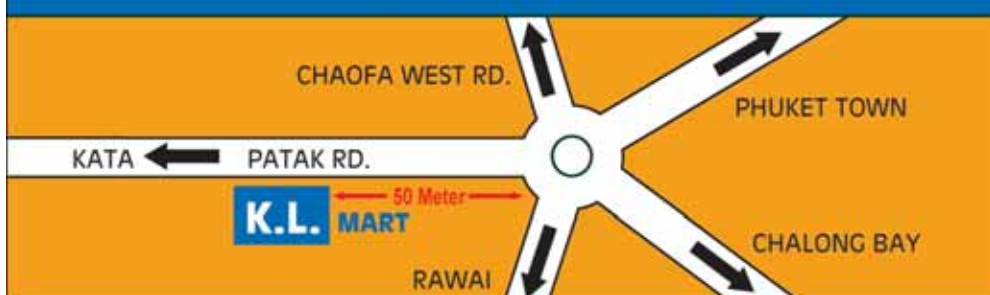 CHAOFA WEST RD.
PHUKET TOWN
KATA PATAK RD.
50 Meter
K.L. MART
CHALONG BAY
RAWAI